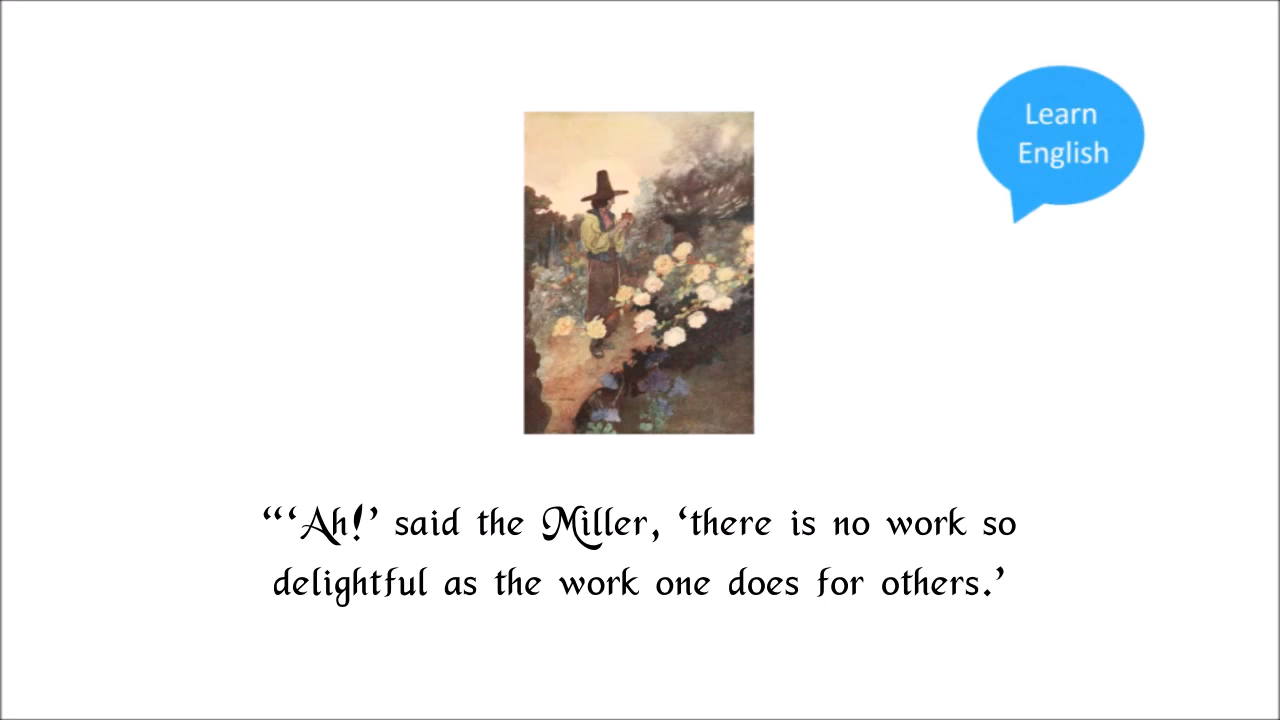 Learn
English
“‘Ah!’ said the Miller, ‘there is no work so
delightful as the work one does for others.’